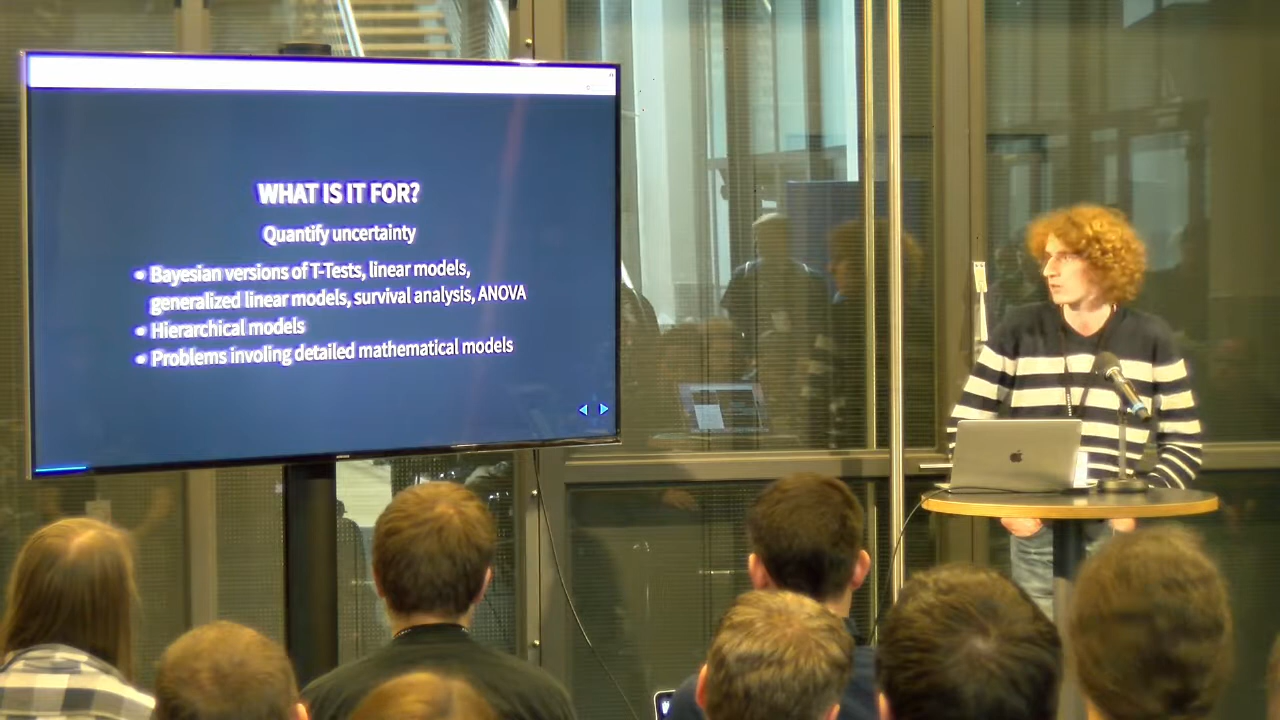 WHAT IS IT FOR?
Quantify uncertainty
• Bayesian versions of T-Tests, linear models,
generalized linear models, survival analysis, ANOVA
• Hierarchical models
• Problems involing detailed mathematical models